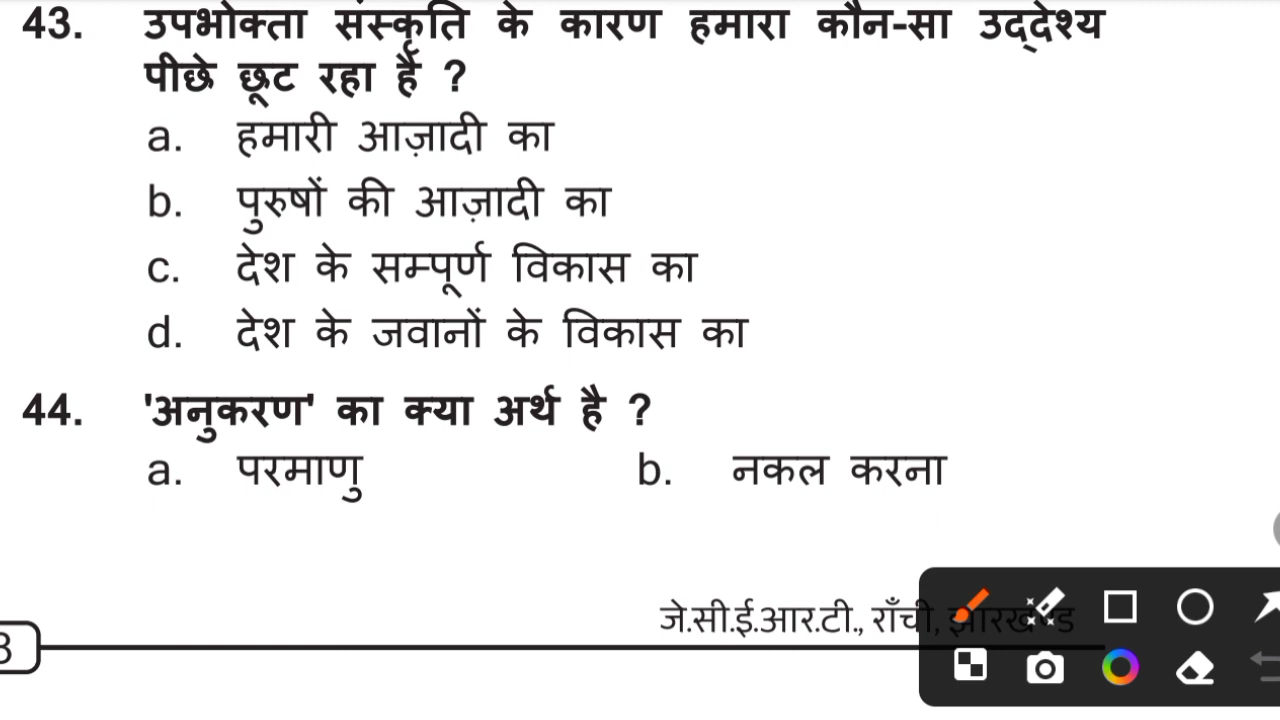 43. उपभोक्ता संस्कृति के कारण हमारा कौन-सा उद्देश्य
पीछे छूट रहा है ?
a. हमारी आज़ादी का
b. पुरुषों की आज़ादी का
c. देश के सम्पूर्ण विकास का
d. देश के जवानों के विकास का
44. 'अनुकरण' का क्या अर्थ है ?
a. परमाणु b. नकल करना
जे.सी.ई.आर.टी., राँची, झारखण्ड